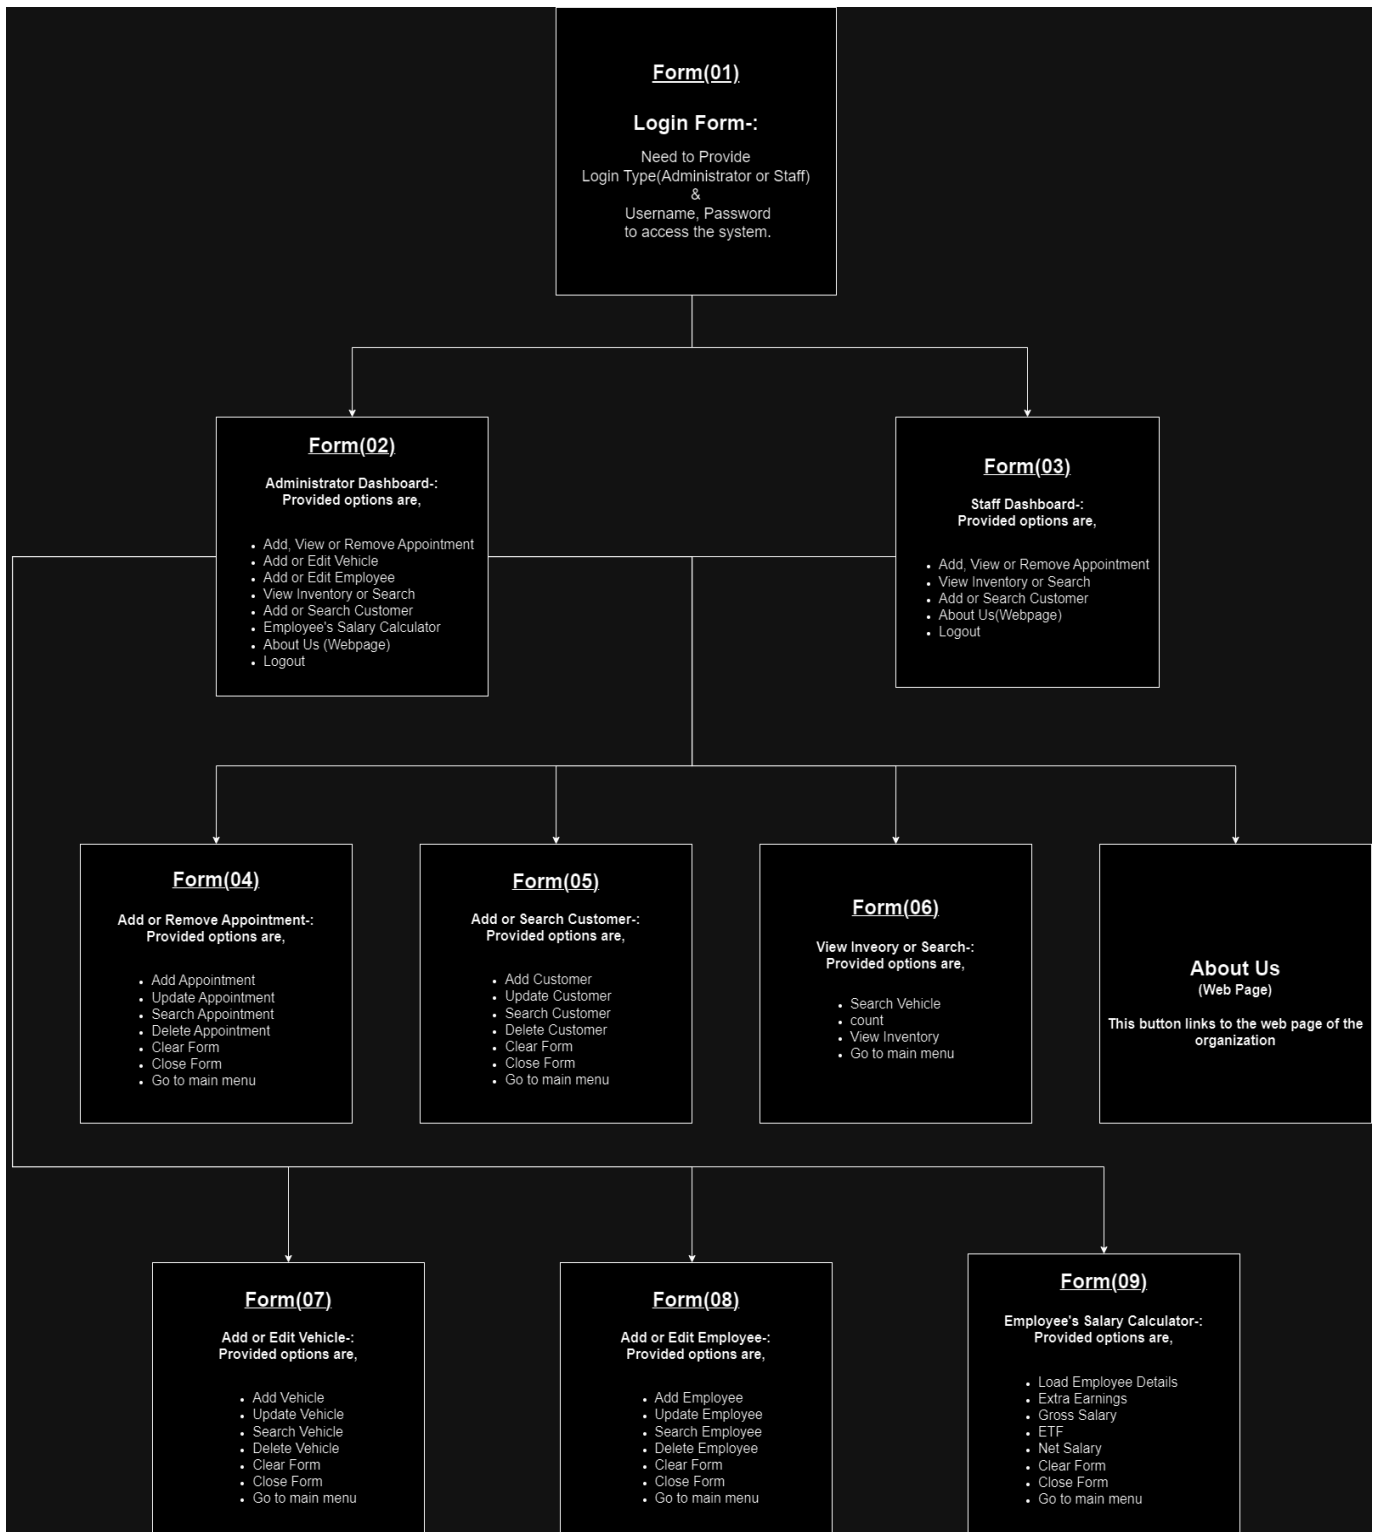 Form(01)
Login Form-:
Need to Provide
Login Type(Administrator or Staff)
&
Username, Password
to access the system.
Form(02)
Administrator Dashboard-:
Provided options are,
Add, View or Remove Appointment
Add or Edit Vehicle
Add or Edit Employee
View Inventory or Search
Add or Search Customer
Employee's Salary Calculator
About Us (Webpage)
Logout
Form(03)
Staff Dashboard-:
Provided options are,
Add, View or Remove Appointment
View Inventory or Search
Add or Search Customer
About Us(Webpage)
Logout
Form(04)
Add or Remove Appointment-:
Provided options are,
Add Appointment
Update Appointment
Search Appointment
Delete Appointment
Clear Form
Close Form
Go to main menu
Form(05)
Add or Search Customer-:
Provided options are,
Add Customer
Update Customer
Search Customer
Delete Customer
Clear Form
Close Form
Go to main menu
Form(06)
View Inveory or Search-:
Provided options are,
Search Vehicle
count
View Inventory
Go to main menu
About Us
(Web Page)
This button links to the web page of the
organization
Form(07)
Add or Edit Vehicle-:
Provided options are,
Add Vehicle
Update Vehicle
Search Vehicle
Delete Vehicle
Clear Form
Close Form
Go to main menu
Form(08)
Add or Edit Employee-:
Provided options are,
Add Employee
Update Employee
Search Employee
Delete Employee
Clear Form
Close Form
Go to main menu
Form(09)
Employee's Salary Calculator-:
Provided options are,
Load Employee Details
Extra Earnings
Gross Salary
ETF
Net Salary
Clear Form
Close Form
Go to main menu